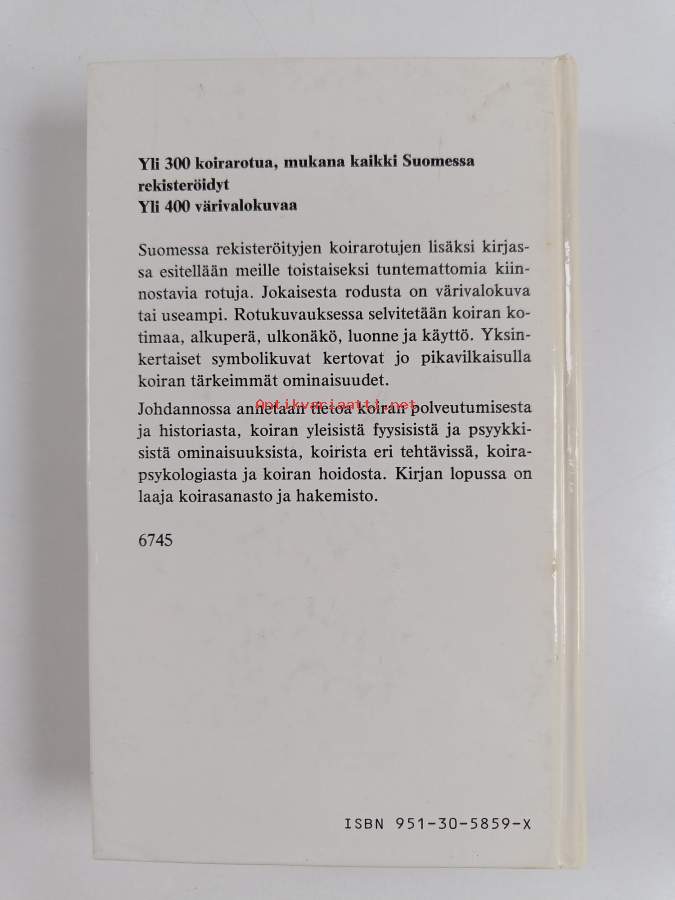 Yli 300 koirarotua, mukana kaikki Suomessa
rekisteröidyt
Yli 400 värivalokuvaa
Suomessa rekisteröityjen koirarotujen lisäksi kirjas-
sa esitellään meille toistaiseksi tuntemattomia kiin-
nostavia rotuja. Jokaisesta rodusta on värivalokuva
tai useampi. Rotukuvauksessa selvitetään koiran ko-
timaa, alkuperä, ulkonäkö, luonne ja käyttö. Yksin-
kertaiset symbolikuvat kertovat jo pikavilkaisulla
koiran tärkeimmät ominaisuudet.
Johdannossa annetaan tietoa koiran polveutumisesta
Antikvariaatti.net
ja historiasta, koiran yleisistä fyysisistä ja psyykki-
sistä ominaisuuksista, koirista eri tehtävissä, koira-
psykologiasta ja koiran hoidosta. Kirjan lopussa on
laaja koirasanasto ja hakemisto.
6745
ISBN 951-30-5859-X